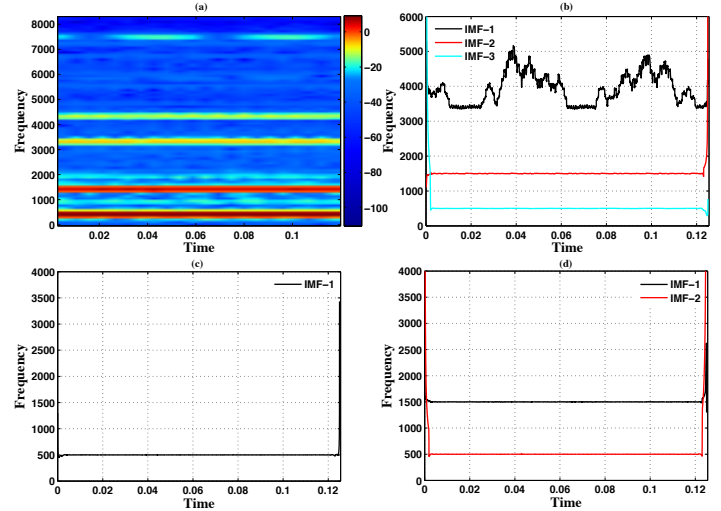 (a)
8000
7000
6000
5000
4000
3000
2000
1000
0
Frequency
0.02 0.04 0.06 0.08 0.1
Time
0
−20
−40
−60
−80
−100
(b)
6000
5000
4000
3000
2000
1000
0
Frequency
IMF−1
IMF−2
IMF−3
0 0.02 0.04 0.06 0.08 0.1 0.12
Time
(c)
4000
3500
3000
2500
2000
1500
1000
500
0
Frequency
IMF−1
0 0.02 0.04 0.06 0.08 0.1 0.12
Time
(d)
4000
3500
3000
2500
2000
1500
1000
500
0
Frequency
IMF−1
IMF−2
0 0.02 0.04 0.06 0.08 0.1 0.12
Time